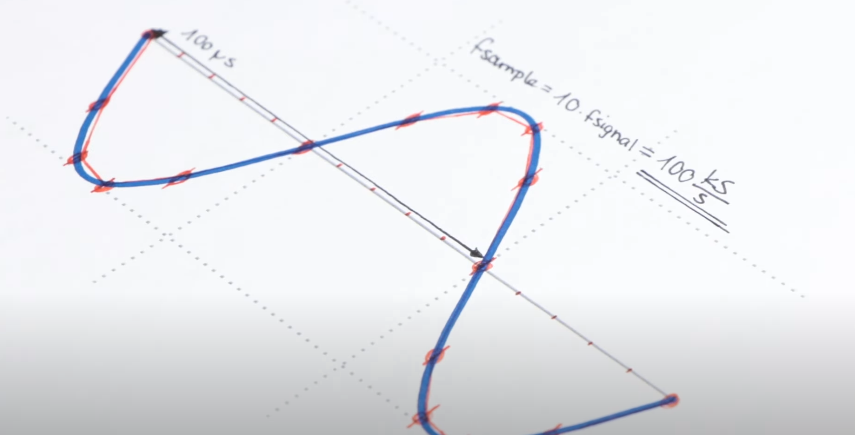 100 µs
fsample = 10 · fsignal = 100 kS/s